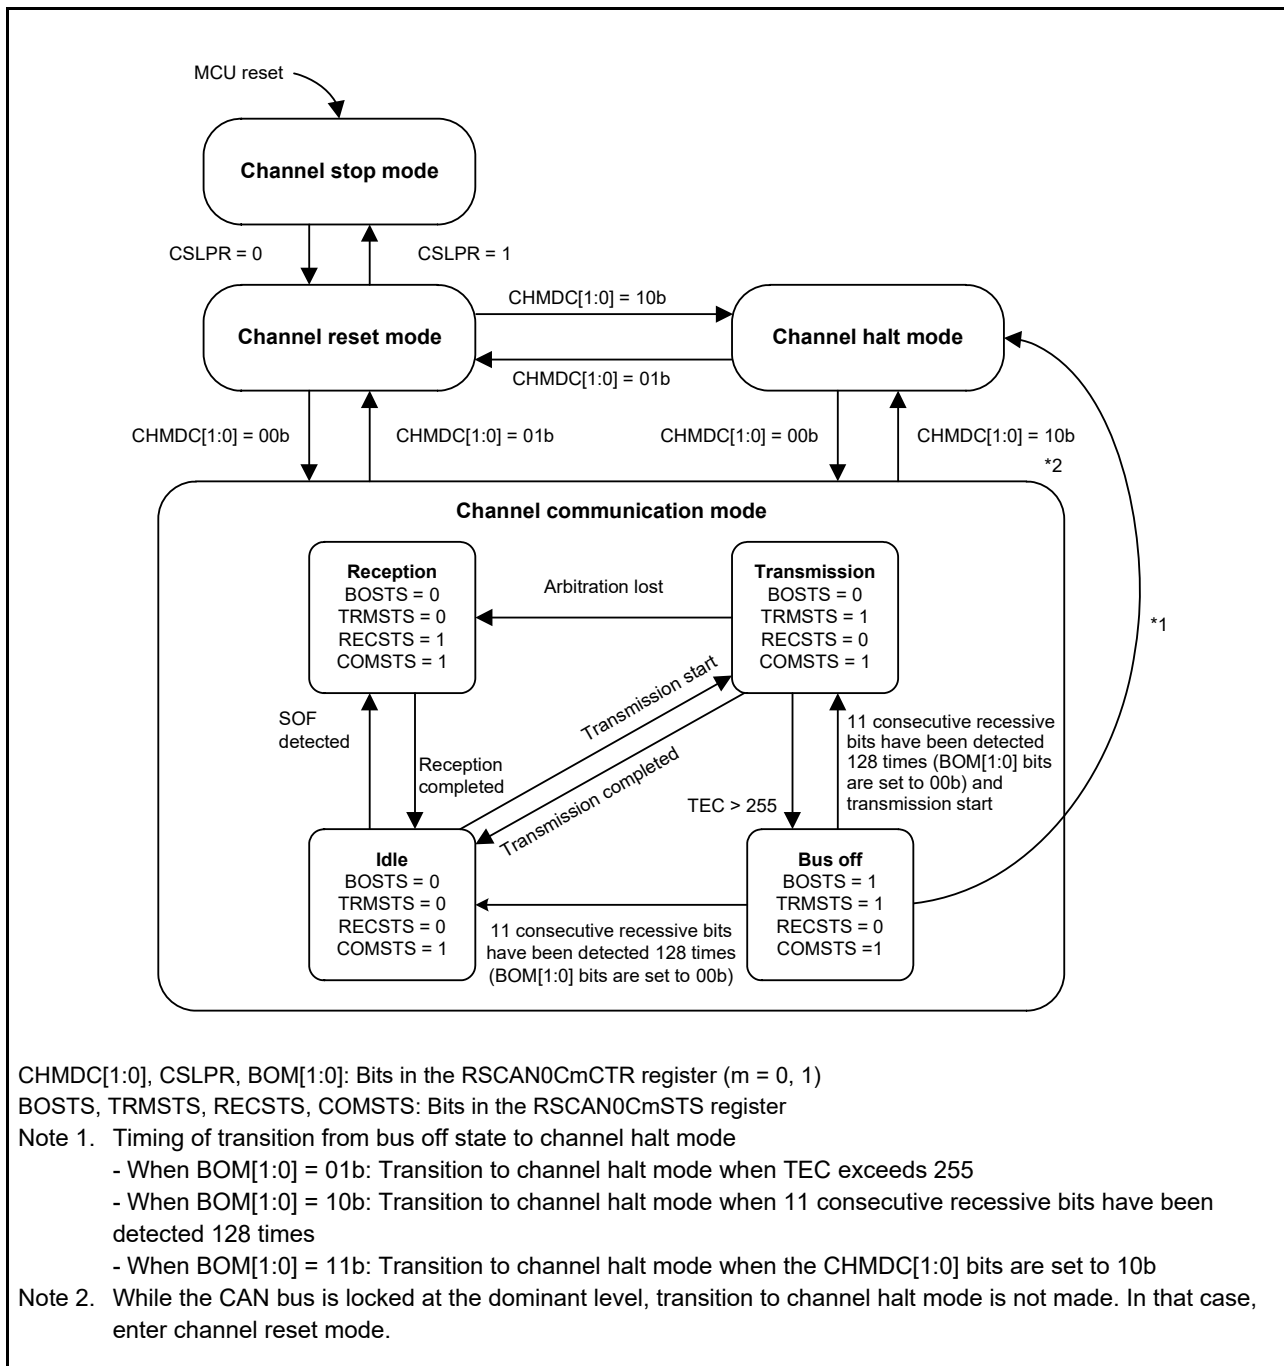 MCU reset
Channel stop mode
CSLPR = 0
CSLPR = 1
CHMDC[1:0] = 10b
Channel reset mode
Channel halt mode
CHMDC[1:0] = 01b
CHMDC[1:0] = 00b
CHMDC[1:0] = 01b
CHMDC[1:0] = 00b
CHMDC[1:0] = 10b
*2
Channel communication mode
Reception
BOSTS = 0
TRMSTS = 0
RECSTS = 1
COMSTS = 1
Arbitration lost
Transmission
BOSTS = 0
TRMSTS = 1
RECSTS = 0
COMSTS = 1
*1
SOF
detected
Reception
completed
Transmission start
Transmission completed
TEC > 255
11 consecutive recessive
bits have been detected
128 times (BOM[1:0] bits
are set to 00b) and
transmission start
Idle
BOSTS = 0
TRMSTS = 0
RECSTS = 0
COMSTS = 1
11 consecutive recessive bits
have been detected 128 times
(BOM[1:0] bits are set to 00b)
Bus off
BOSTS = 1
TRMSTS = 1
RECSTS = 0
COMSTS =1
CHMDC[1:0], CSLPR, BOM[1:0]: Bits in the RSCAN0CmCTR register (m = 0, 1)
BOSTS, TRMSTS, RECSTS, COMSTS: Bits in the RSCAN0CmSTS register
Note 1. Timing of transition from bus off state to channel halt mode
- When BOM[1:0] = 01b: Transition to channel halt mode when TEC exceeds 255
- When BOM[1:0] = 10b: Transition to channel halt mode when 11 consecutive recessive bits have been
detected 128 times
- When BOM[1:0] = 11b: Transition to channel halt mode when the CHMDC[1:0] bits are set to 10b
Note 2. While the CAN bus is locked at the dominant level, transition to channel halt mode is not made. In that case,
enter channel reset mode.